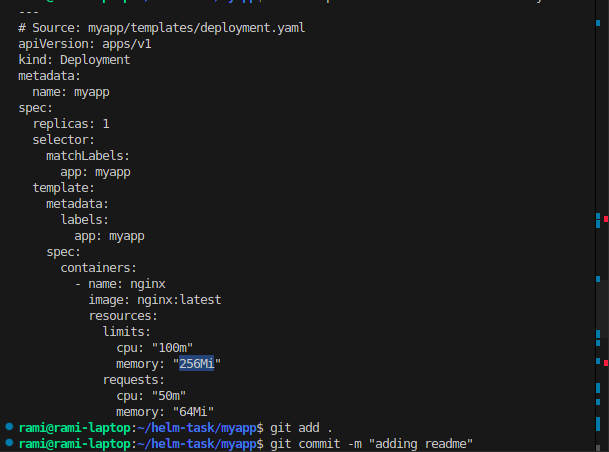 ---
# Source: myapp/templates/deployment.yaml
apiVersion: apps/v1
kind: Deployment
metadata:
  name: myapp
spec:
  replicas: 1
  selector:
    matchLabels:
      app: myapp
  template:
    metadata:
      labels:
        app: myapp
    spec:
      containers:
        - name: nginx
          image: nginx:latest
          resources:
            limits:
              cpu: "100m"
              memory: "256Mi"
            requests:
              cpu: "50m"
              memory: "64Mi"
rami@rami-laptop:~/helm-task/myapp$ git add .
rami@rami-laptop:~/helm-task/myapp$ git commit -m "adding readme"